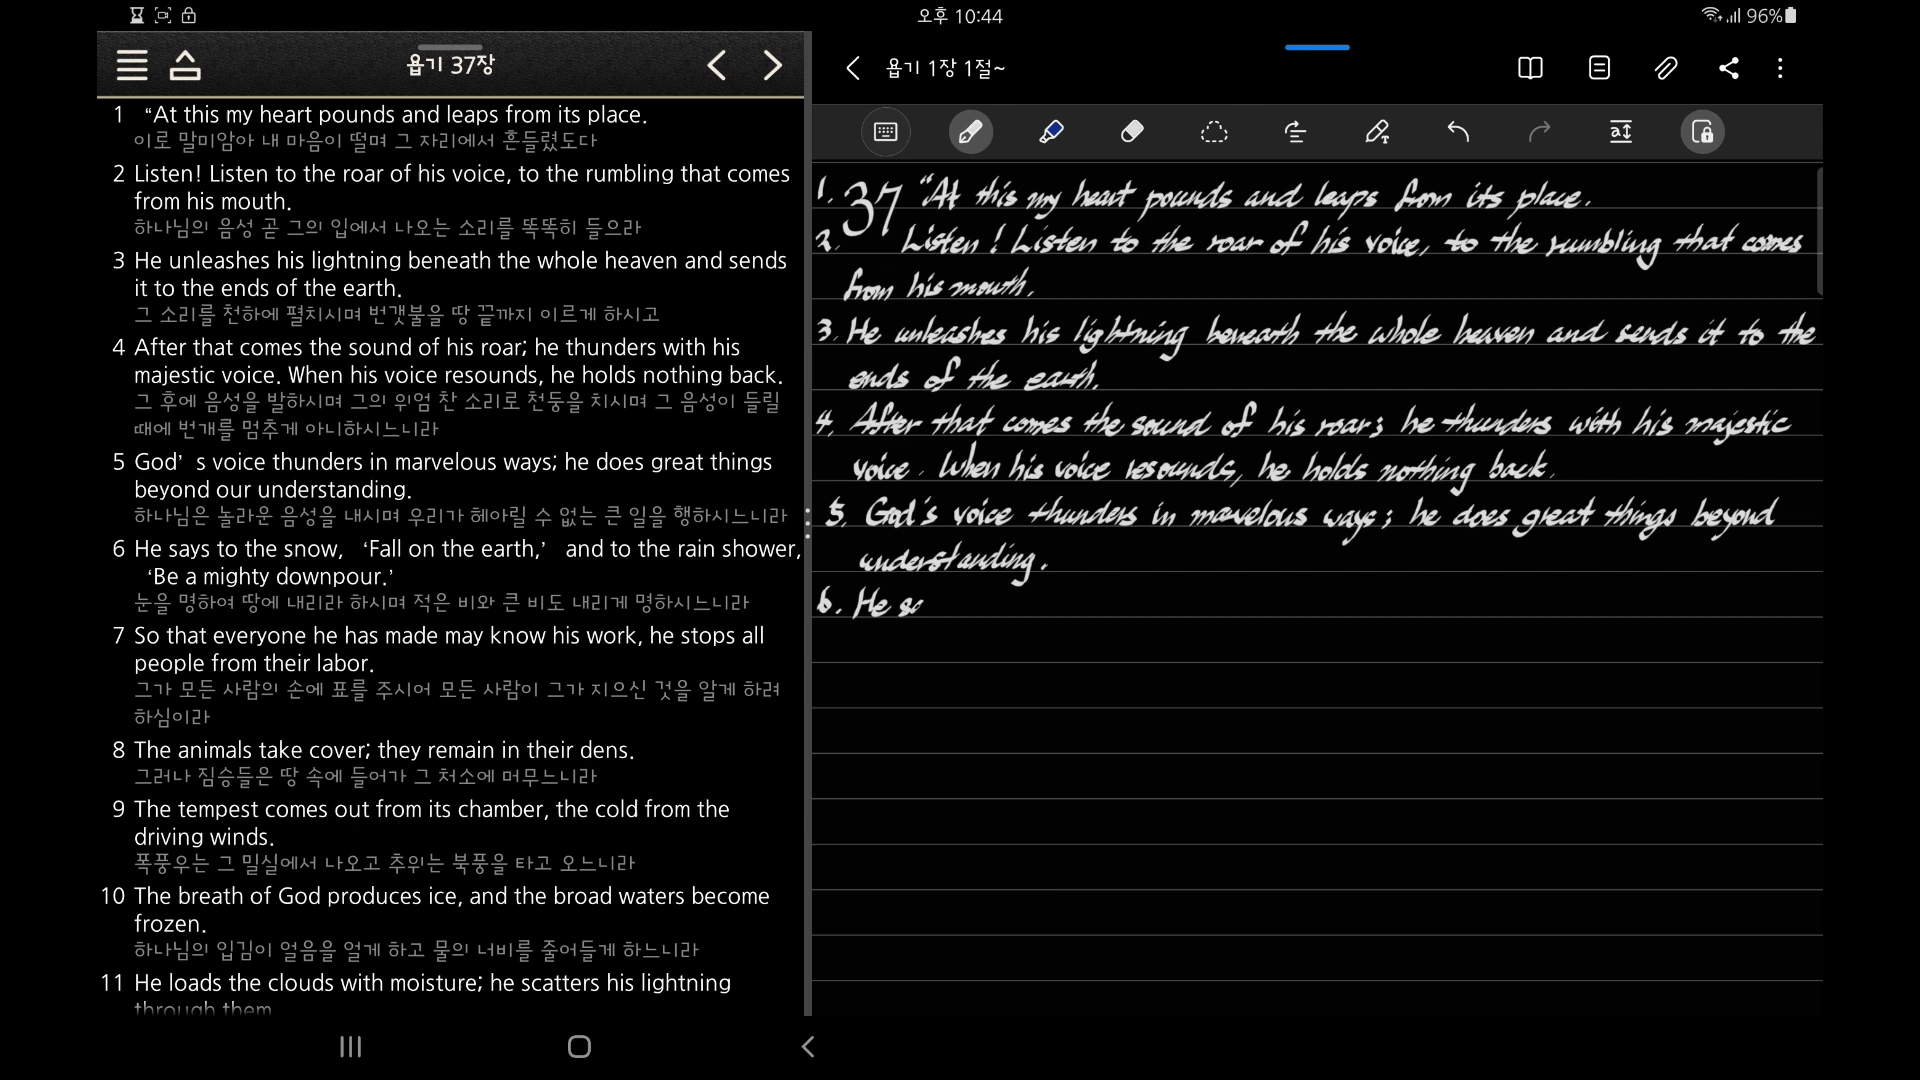 오후 10:44
96%
욥기 37장
1 “At this my heart pounds and leaps from its place.
이로 말미암아 내 마음이 떨며 그 자리에서 흔들렸도다
2 Listen! Listen to the roar of his voice, to the rumbling that comes
from his mouth.
하나님의 음성 곧 그의 입에서 나오는 소리를 똑똑히 들으라
3 He unleashes his lightning beneath the whole heaven and sends
it to the ends of the earth.
그 소리를 천하에 펼치시며 번갯불을 땅 끝까지 이르게 하시고
4 After that comes the sound of his roar; he thunders with his
majestic voice. When his voice resounds, he holds nothing back.
그 후에 음성을 발하시며 그의 위엄 찬 소리로 천둥을 치시며 그 음성이 들릴
때에 번개를 멈추게 아니하시느니라
5 God’s voice thunders in marvelous ways; he does great things
beyond our understanding.
하나님은 놀라운 음성을 내시며 우리가 헤아릴 수 없는 큰 일을 행하시느니라
6 He says to the snow, ‘Fall on the earth,’ and to the rain shower,
‘Be a mighty downpour.’
눈을 명하여 땅에 내리라 하시며 적은 비와 큰 비도 내리게 명하시느니라
7 So that everyone he has made may know his work, he stops all
people from their labor.
그가 모든 사람의 손에 표를 주시어 모든 사람이 그가 지으신 것을 알게 하려
하심이라
8 The animals take cover; they remain in their dens.
그러나 짐승들은 땅 속에 들어가 그 처소에 머무느니라
9 The tempest comes out from its chamber, the cold from the
driving winds.
폭풍우는 그 밀실에서 나오고 추위는 북풍을 타고 오느니라
10 The breath of God produces ice, and the broad waters become
frozen.
하나님의 입김이 얼음을 얼게 하고 물의 너비를 줄어들게 하느니라
11 He loads the clouds with moisture; he scatters his lightning
through them
욥기 1장 1절~
1. 37 “At this my heart pounds and leaps from its place.
2. Listen! Listen to the roar of his voice, to the rumbling that comes
from his mouth.
3. He unleashes his lightning beneath the whole heaven and sends it to the
ends of the earth.
4. After that comes the sound of his roar; he thunders with his majestic
voice. When his voice resounds, he holds nothing back.
5. God's voice thunders in marvelous ways; he does great things beyond
understanding.
6. He sa